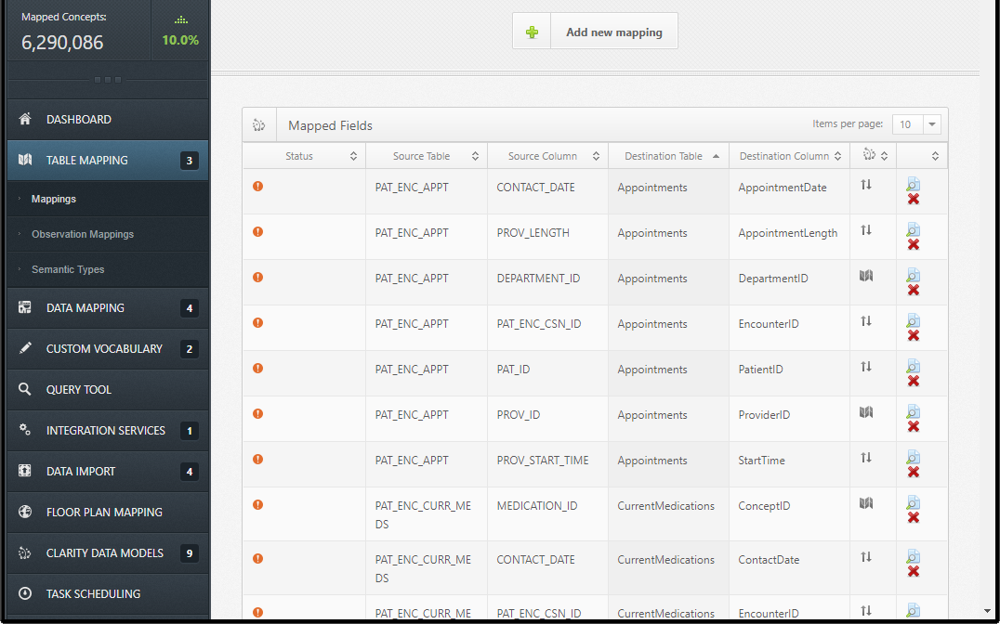 Mapped Concepts:
6,290,086
10.0%
DASHBOARD
TABLE MAPPING 3
Mappings
Observation Mappings
Semantic Types
DATA MAPPING 4
CUSTOM VOCABULARY 2
QUERY TOOL
INTEGRATION SERVICES 1
DATA IMPORT 4
FLOOR PLAN MAPPING
CLARITY DATA MODELS 9
TASK SCHEDULING
Add new mapping
Mapped Fields Items per page: 10
Status Source Table Source Column Destination Table Destination Column
PAT_ENC_APPT CONTACT_DATE Appointments AppointmentDate
PAT_ENC_APPT PROV_LENGTH Appointments AppointmentLength
PAT_ENC_APPT DEPARTMENT_ID Appointments DepartmentID
PAT_ENC_APPT PAT_ENC_CSN_ID Appointments EncounterID
PAT_ENC_APPT PAT_ID Appointments PatientID
PAT_ENC_APPT PROV_ID Appointments ProviderID
PAT_ENC_APPT PROV_START_TIME Appointments StartTime
PAT_ENC_CURR_ME MEDICATION_ID CurrentMedications ConceptID
DS
PAT_ENC_CURR_ME CONTACT_DATE CurrentMedications ContactDate
DS
PAT_ENC_CURR_ME PAT_ENC_CSN_ID CurrentMedications EncounterID